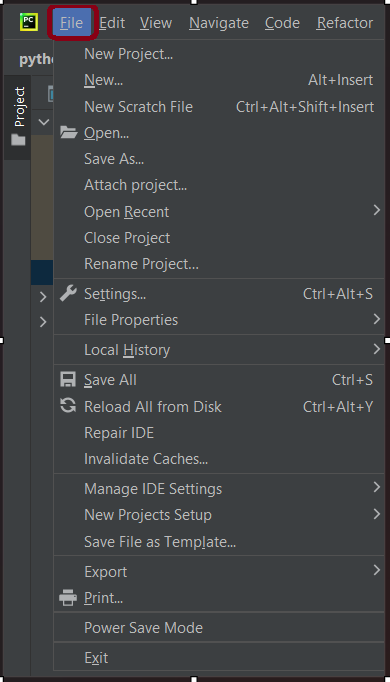 PC
File Edit View Navigate Code Refactor
pytho
Project
New Project...
New... Alt+Insert
New Scratch File Ctrl+Alt+Shift+Insert
Open...
Save As...
Attach project...
Open Recent
Close Project
Rename Project...
Settings... Ctrl+Alt+S
File Properties
Local History
Save All Ctrl+S
Reload All from Disk Ctrl+Alt+Y
Repair IDE
Invalidate Caches...
Manage IDE Settings
New Projects Setup
Save File as Template...
Export
Print...
Power Save Mode
Exit